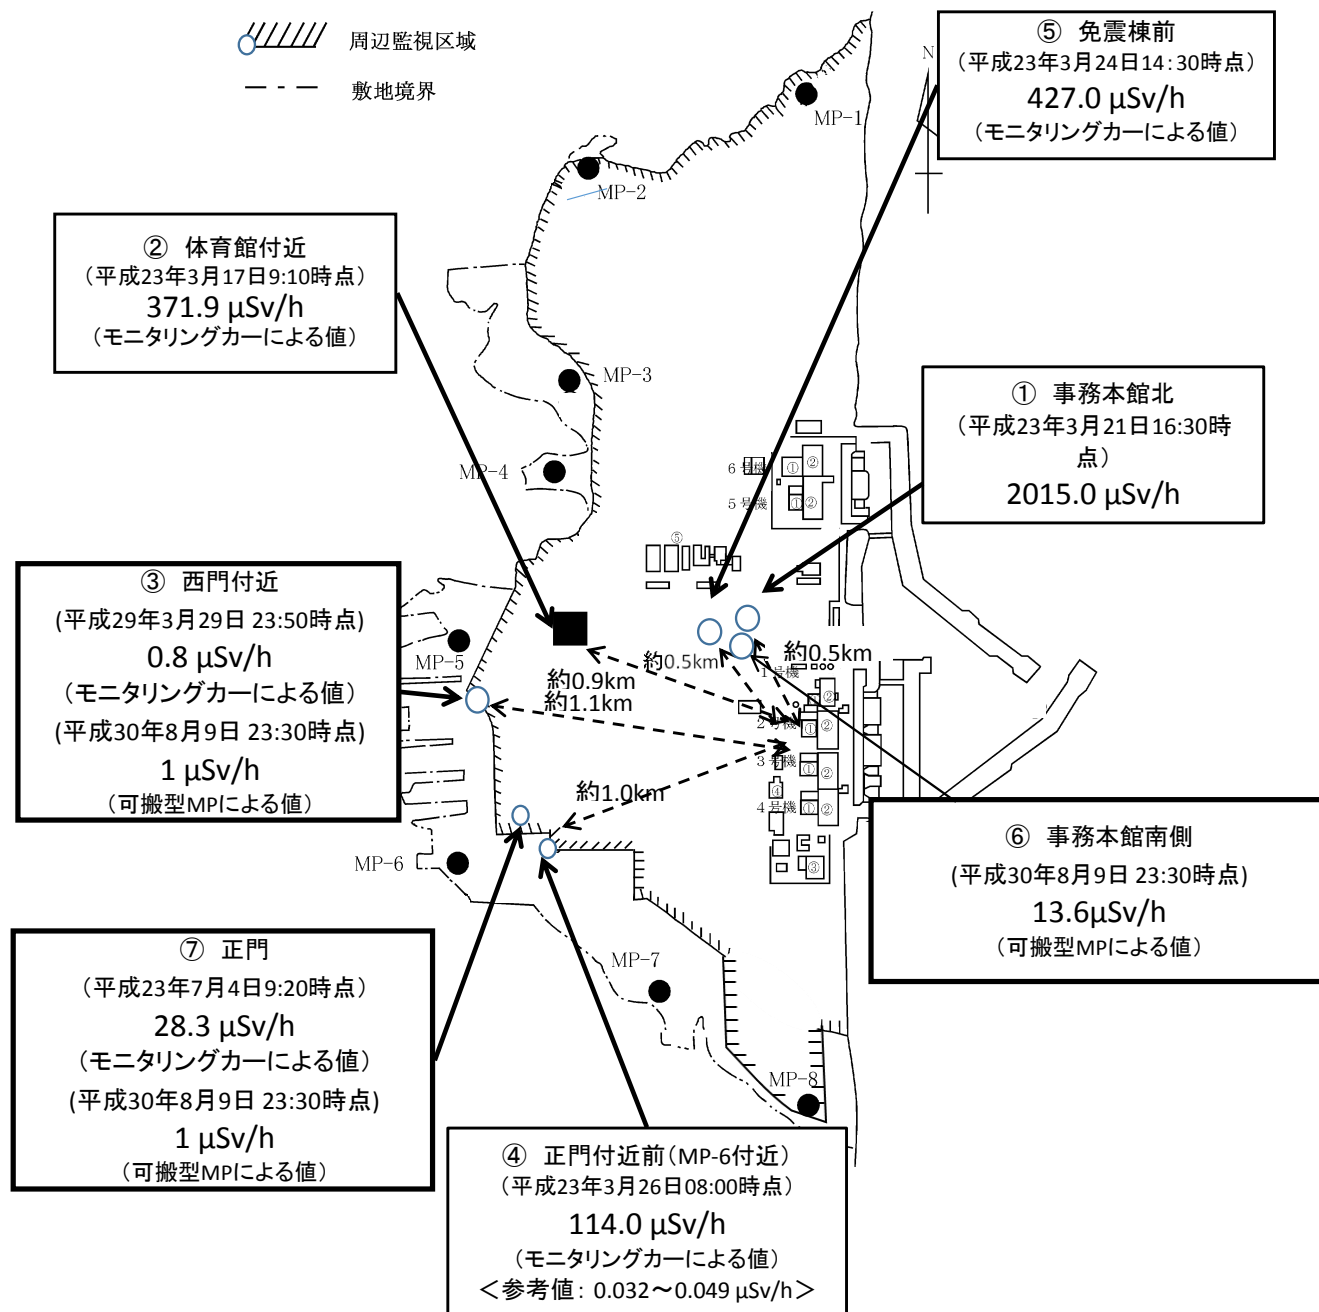 周辺監視区域
敷地境界
⑤ 免震棟前
(平成23年3月24日14:30時点)
427.0 μSv/h
(モニタリングカーによる値)
N
MP-1
MP-2
② 体育館付近
(平成23年3月17日9:10時点)
371.9 μSv/h
(モニタリングカーによる値)
MP-3
① 事務本館北
(平成23年3月21日16:30時
点)
2015.0 μSv/h
MP-4
6号機
①
②
5号機
①
②
⑤
③ 西門付近
(平成29年3月29日 23:50時点)
0.8 μSv/h
(モニタリングカーによる値)
(平成30年8月9日 23:30時点)
1 μSv/h
(可搬型MPによる値)
MP-5
約0.5km
約0.5km
約0.9km
約1.1km
1号機
②
2号機
①
②
3号機
①
②
約1.0km
④
4号機
①
②
③
MP-6
⑥ 事務本館南側
(平成30年8月9日 23:30時点)
13.6μSv/h
(可搬型MPによる値)
⑦ 正門
(平成23年7月4日9:20時点)
28.3 μSv/h
(モニタリングカーによる値)
(平成30年8月9日 23:30時点)
1 μSv/h
(可搬型MPによる値)
MP-7
MP-8
④ 正門付近前(MP-6付近)
(平成23年3月26日08:00時点)
114.0 μSv/h
(モニタリングカーによる値)
<参考値: 0.032～0.049 μSv/h>